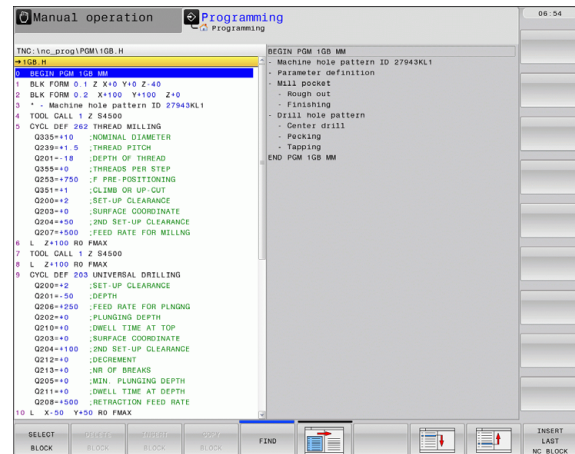 Manual operation
Programming
Programming
06:54
TNC:\nc_prog\PGM\1GB.H
→1GB.H
0 BEGIN PGM 1GB MM
1 BLK FORM 0.1 Z X+0 Y+0 Z-40
2 BLK FORM 0.2 X+100 Y+100 Z+0
3 * - Machine hole pattern ID 27943KL1
4 TOOL CALL 1 Z S4500
5 CYCL DEF 262 THREAD MILLING
Q335=+10 ;NOMINAL DIAMETER
Q239=+1.5 ;THREAD PITCH
Q201=-18 ;DEPTH OF THREAD
Q355=+0 ;THREADS PER STEP
Q253=+750 ;F PRE-POSITIONING
Q351=+1 ;CLIMB OR UP-CUT
Q200=+2 ;SET-UP CLEARANCE
Q203=+0 ;SURFACE COORDINATE
Q204=+50 ;2ND SET-UP CLEARANCE
Q207=+500 ;FEED RATE FOR MILLNG
6 L Z+100 R0 FMAX
7 TOOL CALL 1 Z S4500
8 L Z+100 R0 FMAX
9 CYCL DEF 203 UNIVERSAL DRILLING
Q200=+2 ;SET-UP CLEARANCE
Q201=-50 ;DEPTH
Q206=+250 ;FEED RATE FOR PLNGNG
Q202=+0 ;PLUNGING DEPTH
Q210=+0 ;DWELL TIME AT TOP
Q203=+0 ;SURFACE COORDINATE
Q204=+100 ;2ND SET-UP CLEARANCE
Q212=+0 ;DECREMENT
Q213=+0 ;NR OF BREAKS
Q205=+0 ;MIN. PLUNGING DEPTH
Q211=+0 ;DWELL TIME AT DEPTH
Q208=+500 ;RETRACTION FEED RATE
10 L X-50 Y+50 R0 FMAX
BEGIN PGM 1GB MM
- Machine hole pattern ID 27943KL1
- Parameter definition
- Mill pocket
- Rough out
- Finishing
- Drill hole pattern
- Center drill
- Pecking
- Tapping
END PGM 1GB MM
SELECT BLOCK
DELETE BLOCK
INSERT BLOCK
COPY BLOCK
FIND
INSERT LAST NC BLOCK